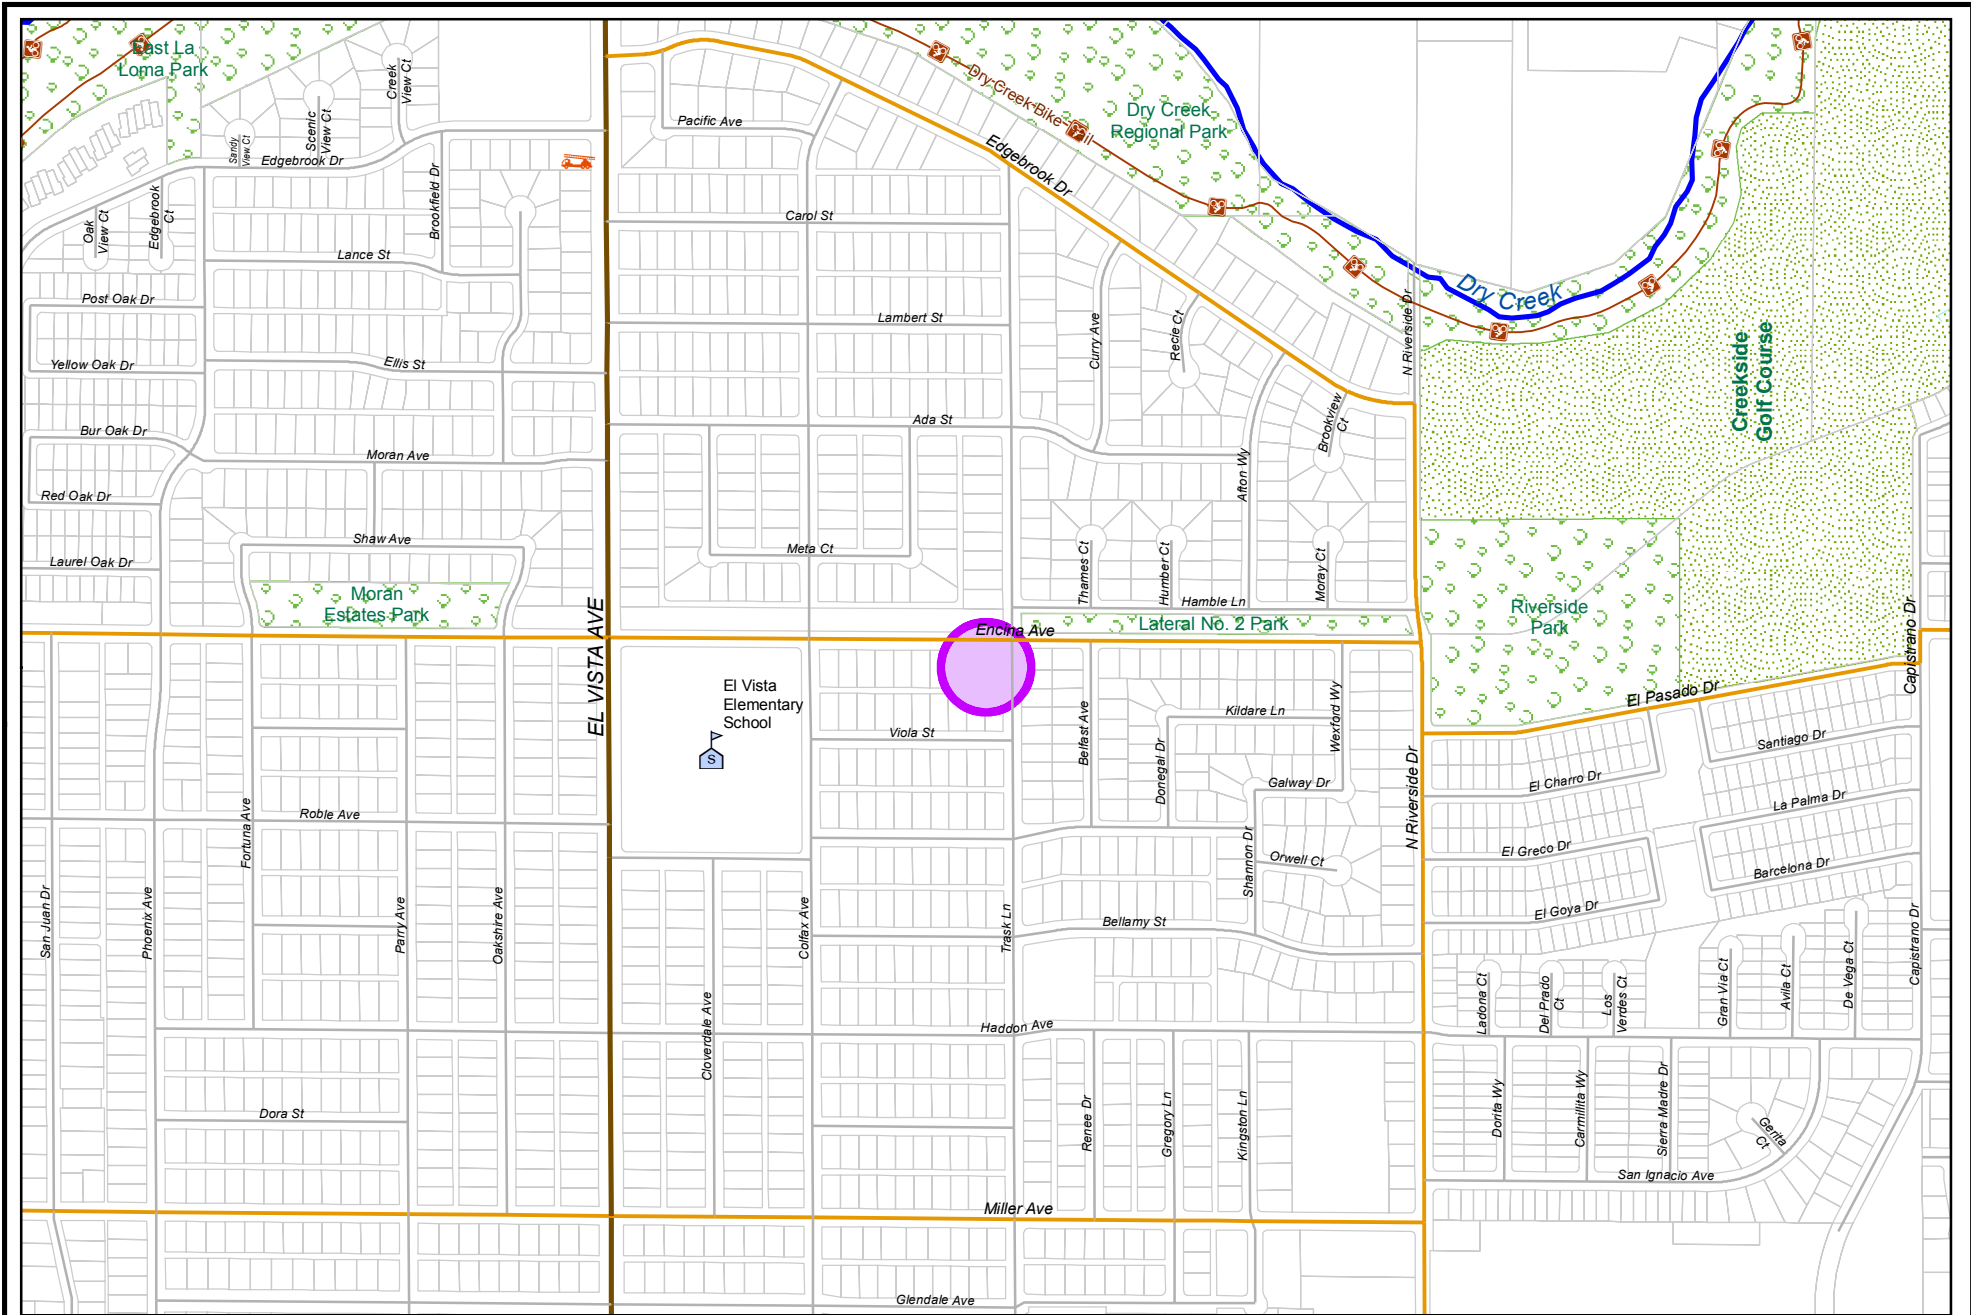 East La
Loma Park
Creek
View Ct
Scenic
View Ct
Sandy
View Ct
Edgebrook Dr
Brookfield Dr
Oak
View Ct
Edgebrook
Ct
Lance St
Post Oak Dr
Yellow Oak Dr
Ellis St
Bur Oak Dr
Moran Ave
Red Oak Dr
Shaw Ave
Laurel Oak Dr
Moran
Estates Park
EL VISTA AVE
Pacific Ave
Carol St
Lambert St
Ada St
Meta Ct
Dry Creek Bike Trail
Dry Creek
Regional Park
Edgebrook Dr
Curry Ave
Recie Ct
N Riverside Dr
Dry Creek
Creekside
Golf Course
Brookview
Ct
Afton Wy
Thames Ct
Humber Ct
Moray Ct
Hamble Ln
Lateral No. 2 Park
Encina Ave
Riverside
Park
Capistrano Dr
El Pasado Dr
El Vista
Elementary
School
S
Viola St
Belfast Ave
Donegal Dr
Kildare Ln
Wexford Wy
Galway Dr
N Riverside Dr
Santiago Dr
El Charro Dr
La Palma Dr
El Greco Dr
Barcelona Dr
El Goya Dr
Fortuna Ave
Roble Ave
San Juan Dr
Phoenix Ave
Parry Ave
Oakshire Ave
Colfax Ave
Trask Ln
Shannon Dr
Orwell Ct
Bellamy St
Ladona Ct
Del Prado
Ct
Los
Verdes Ct
Gran Via Ct
Avila Ct
De Vega Ct
Capistrano Dr
Cloverdale Ave
Haddon Ave
Dora St
Renee Dr
Gregory Ln
Kingston Ln
Dorita Wy
Carmillita Wy
Sierra Madre Dr
Gerita
Ct
San Ignacio Ave
Miller Ave
Glendale Ave